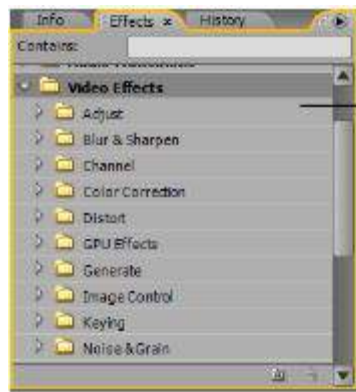 Info Effects x History
Contains:
Video Effects
Adjust
Blur & Sharpen
Channel
Color Correction
Distort
GPU Effects
Generate
Image Control
Keying
Noise & Grain